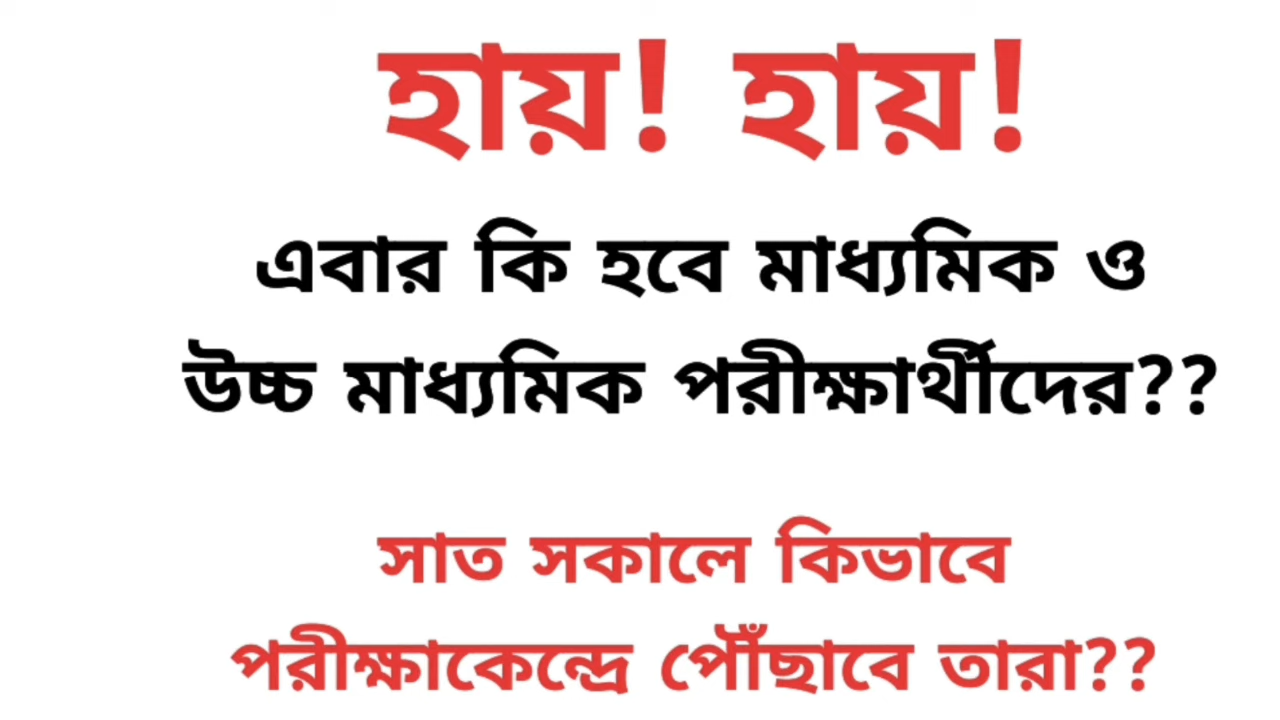 হায়! হায়!
এবার কি হবে মাধ্যমিক ও
উচ্চ মাধ্যমিক পরীক্ষার্থীদের??
সাত সকালে কিভাবে
পরীক্ষাকেন্দ্রে পৌঁছাবে তারা??